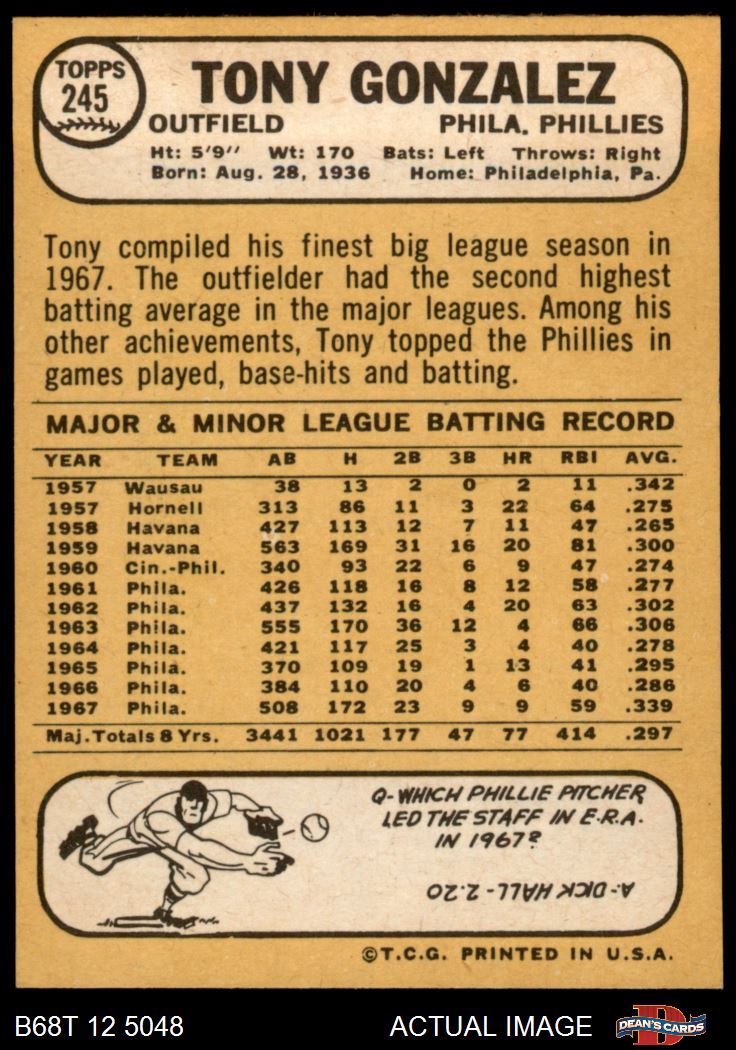 TOPPS
245
TONY GONZALEZ
OUTFIELD PHILA. PHILLIES
Ht: 5'9" Wt: 170 Bats: Left Throws: Right
Born: Aug. 28, 1936 Home: Philadelphia, Pa.
Tony compiled his finest big league season in
1967. The outfielder had the second highest
batting average in the major leagues. Among his
other achievements, Tony topped the Phillies in
games played, base-hits and batting.
MAJOR & MINOR LEAGUE BATTING RECORD
YEAR TEAM AB H 2B 3B HR RBI AVG.
1957 Wausau 38 13 2 0 2 11 .342
1957 Hornell 313 86 11 3 22 64 .275
1958 Havana 427 113 12 7 11 47 .265
1959 Havana 563 169 31 16 20 81 .300
1960 Cin.-Phil. 340 93 22 6 9 47 .274
1961 Phila. 426 118 16 8 12 58 .277
1962 Phila. 437 132 16 4 20 63 .302
1963 Phila. 555 170 36 12 4 66 .306
1964 Phila. 421 117 25 3 4 40 .278
1965 Phila. 370 109 19 1 13 41 .295
1966 Phila. 384 110 20 4 6 40 .286
1967 Phila. 508 172 23 9 9 59 .339
Maj. Totals 8 Yrs. 3441 1021 177 47 77 414 .297
Q-WHICH PHILLIE PITCHER
LED THE STAFF IN E.R.A.
IN 1967?
A-DICK HALL-2.20
©T.C.G. PRINTED IN U.S.A.
B68T 12 5048 ACTUAL IMAGE D DEAN'S CARDS